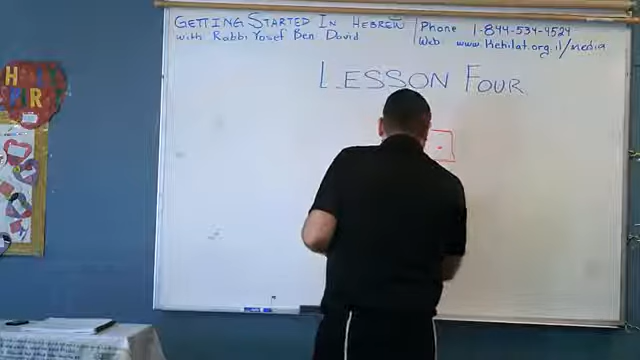 GETTING STARTED IN HEBREW
with Rabbi Yosef Ben David
Phone 1-844-534-4524
Web: www.Kehilat.org.il/media
LESSON FOUR